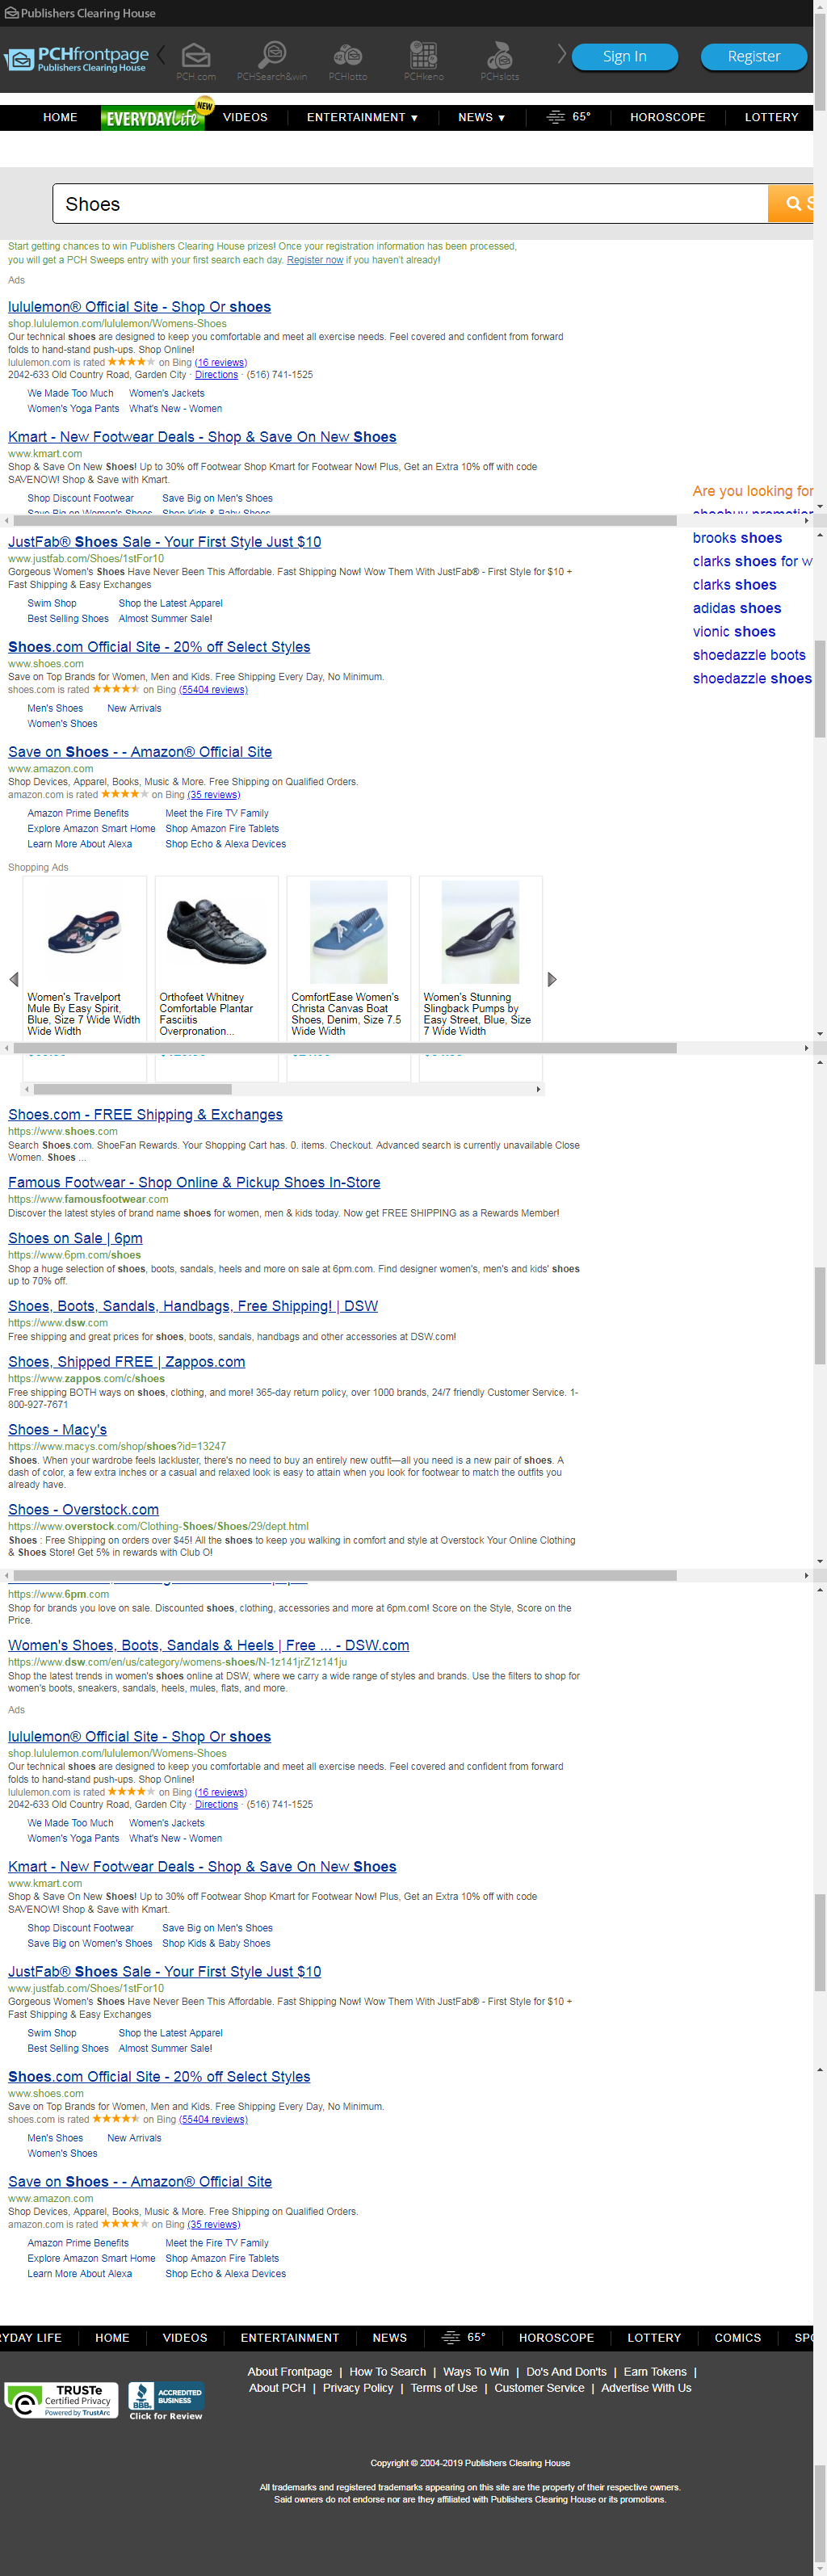 Publishers Clearing House
PCHfrontpage
Publishers Clearing House
PCH.com
PCHSearch&win
PCHlotto
PCHkeno
PCHslots
Sign In
Register
HOME
EVERYDAY Life
NEW
VIDEOS
ENTERTAINMENT ▼
NEWS ▼
65°
HOROSCOPE
LOTTERY
Shoes
Start getting chances to win Publishers Clearing House prizes! Once your registration information has been processed,
you will get a PCH Sweeps entry with your first search each day. Register now if you haven't already!
Ads
lululemon® Official Site - Shop Or shoes
shop.lululemon.com/lululemon/Womens-Shoes
Our technical shoes are designed to keep you comfortable and meet all exercise needs. Feel covered and confident from forward
folds to hand-stand push-ups. Shop Online!
lululemon.com is rated ★★★★★ on Bing (16 reviews)
2042-633 Old Country Road, Garden City · Directions · (516) 741-1525
We Made Too Much Women's Jackets
Women's Yoga Pants What's New - Women
Kmart - New Footwear Deals - Shop & Save On New Shoes
www.kmart.com
Shop & Save On New Shoes! Up to 30% off Footwear Shop Kmart for Footwear Now! Plus, Get an Extra 10% off with code
SAVENOW! Shop & Save with Kmart.
Shop Discount Footwear Save Big on Men's Shoes
Save Big on Women's Shoes Shop Kids & Baby Shoes
Are you looking for
brooks shoes
clarks shoes for w
clarks shoes
adidas shoes
vionic shoes
shoedazzle boots
shoedazzle shoes
JustFab® Shoes Sale - Your First Style Just $10
www.justfab.com/Shoes/1stFor10
Gorgeous Women's Shoes Have Never Been This Affordable. Fast Shipping Now! Wow Them With JustFab® - First Style for $10 +
Fast Shipping & Easy Exchanges
Swim Shop Shop the Latest Apparel
Best Selling Shoes Almost Summer Sale!
Shoes.com Official Site - 20% off Select Styles
www.shoes.com
Save on Top Brands for Women, Men and Kids. Free Shipping Every Day, No Minimum.
shoes.com is rated ★★★★★ on Bing (55404 reviews)
Men's Shoes New Arrivals
Women's Shoes
Save on Shoes - - Amazon® Official Site
www.amazon.com
Shop Devices, Apparel, Books, Music & More. Free Shipping on Qualified Orders.
amazon.com is rated ★★★★★ on Bing (35 reviews)
Amazon Prime Benefits Meet the Fire TV Family
Explore Amazon Smart Home Shop Amazon Fire Tablets
Learn More About Alexa Shop Echo & Alexa Devices
Shopping Ads
Women's Travelport
Mule By Easy Spirit,
Blue, Size 7 Wide Width
Wide Width
Orthofeet Whitney
Comfortable Plantar
Fasciitis
Overpronation...
ComfortEase Women's
Christa Canvas Boat
Shoes, Denim, Size 7.5
Wide Width
Women's Stunning
Slingback Pumps by
Easy Street, Blue, Size
7 Wide Width
Shoes.com - FREE Shipping & Exchanges
https://www.shoes.com
Search Shoes.com. ShoeFan Rewards. Your Shopping Cart has. 0. items. Checkout. Advanced search is currently unavailable Close
Women. Shoes ...
Famous Footwear - Shop Online & Pickup Shoes In-Store
https://www.famousfootwear.com
Discover the latest styles of brand name shoes for women, men & kids today. Now get FREE SHIPPING as a Rewards Member!
Shoes on Sale | 6pm
https://www.6pm.com/shoes
Shop a huge selection of shoes, boots, sandals, heels and more on sale at 6pm.com. Find designer women's, men's and kids' shoes
up to 70% off.
Shoes, Boots, Sandals, Handbags, Free Shipping! | DSW
https://www.dsw.com
Free shipping and great prices for shoes, boots, sandals, handbags and other accessories at DSW.com!
Shoes, Shipped FREE | Zappos.com
https://www.zappos.com/c/shoes
Free shipping BOTH ways on shoes, clothing, and more! 365-day return policy, over 1000 brands, 24/7 friendly Customer Service. 1-
800-927-7671
Shoes - Macy's
https://www.macys.com/shop/shoes?id=13247
Shoes. When your wardrobe feels lackluster, there's no need to buy an entirely new outfit—all you need is a new pair of shoes. A
dash of color, a few extra inches or a casual and relaxed look is easy to attain when you look for footwear to match the outfits you
already have.
Shoes - Overstock.com
https://www.overstock.com/Clothing-Shoes/Shoes/29/dept.html
Shoes : Free Shipping on orders over $45! All the shoes to keep you walking in comfort and style at Overstock Your Online Clothing
& Shoes Store! Get 5% in rewards with Club O!
https://www.6pm.com
Shop for brands you love on sale. Discounted shoes, clothing, accessories and more at 6pm.com! Score on the Style, Score on the
Price.
Women's Shoes, Boots, Sandals & Heels | Free ... - DSW.com
https://www.dsw.com/en/us/category/womens-shoes/N-1z141jrZ1z141ju
Shop the latest trends in women's shoes online at DSW, where we carry a wide range of styles and brands. Use the filters to shop for
women's boots, sneakers, sandals, heels, mules, flats, and more.
Ads
lululemon® Official Site - Shop Or shoes
shop.lululemon.com/lululemon/Womens-Shoes
Our technical shoes are designed to keep you comfortable and meet all exercise needs. Feel covered and confident from forward
folds to hand-stand push-ups. Shop Online!
lululemon.com is rated ★★★★★ on Bing (16 reviews)
2042-633 Old Country Road, Garden City · Directions · (516) 741-1525
We Made Too Much Women's Jackets
Women's Yoga Pants What's New - Women
Kmart - New Footwear Deals - Shop & Save On New Shoes
www.kmart.com
Shop & Save On New Shoes! Up to 30% off Footwear Shop Kmart for Footwear Now! Plus, Get an Extra 10% off with code
SAVENOW! Shop & Save with Kmart.
Shop Discount Footwear Save Big on Men's Shoes
Save Big on Women's Shoes Shop Kids & Baby Shoes
JustFab® Shoes Sale - Your First Style Just $10
www.justfab.com/Shoes/1stFor10
Gorgeous Women's Shoes Have Never Been This Affordable. Fast Shipping Now! Wow Them With JustFab® - First Style for $10 +
Fast Shipping & Easy Exchanges
Swim Shop Shop the Latest Apparel
Best Selling Shoes Almost Summer Sale!
Shoes.com Official Site - 20% off Select Styles
www.shoes.com
Save on Top Brands for Women, Men and Kids. Free Shipping Every Day, No Minimum.
shoes.com is rated ★★★★★ on Bing (55404 reviews)
Men's Shoes New Arrivals
Women's Shoes
Save on Shoes - - Amazon® Official Site
www.amazon.com
Shop Devices, Apparel, Books, Music & More. Free Shipping on Qualified Orders.
amazon.com is rated ★★★★★ on Bing (35 reviews)
Amazon Prime Benefits Meet the Fire TV Family
Explore Amazon Smart Home Shop Amazon Fire Tablets
Learn More About Alexa Shop Echo & Alexa Devices
YDAY LIFE HOME VIDEOS ENTERTAINMENT NEWS 65° HOROSCOPE LOTTERY COMICS SPO
About Frontpage | How To Search | Ways To Win | Do's And Don'ts | Earn Tokens |
About PCH | Privacy Policy | Terms of Use | Customer Service | Advertise With Us
TRUSTe
Certified Privacy
Powered by TrustArc
BBB.
ACCREDITED
BUSINESS
Click for Review
Copyright © 2004-2019 Publishers Clearing House
All trademarks and registered trademarks appearing on this site are the property of their respective owners.
Said owners do not endorse nor are they affiliated with Publishers Clearing House or its promotions.